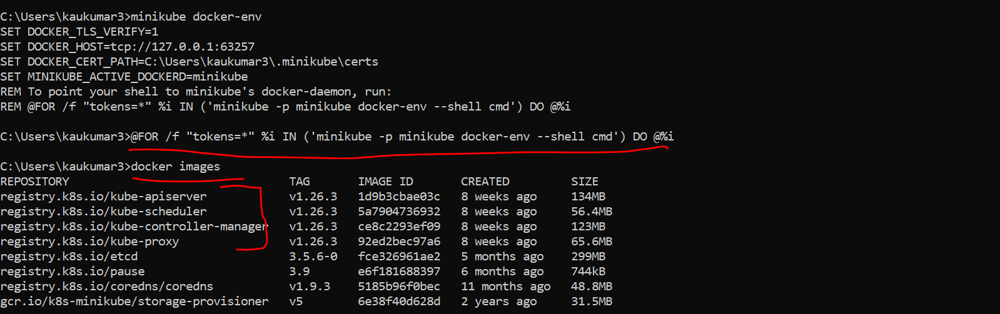 C:\Users\kaukumar3>minikube docker-env
SET DOCKER_TLS_VERIFY=1
SET DOCKER_HOST=tcp://127.0.0.1:63257
SET DOCKER_CERT_PATH=C:\Users\kaukumar3\.minikube\certs
SET MINIKUBE_ACTIVE_DOCKERD=minikube
REM To point your shell to minikube's docker-daemon, run:
REM @FOR /f "tokens=*" %i IN ('minikube -p minikube docker-env --shell cmd') DO @%i
C:\Users\kaukumar3>@FOR /f "tokens=*" %i IN ('minikube -p minikube docker-env --shell cmd') DO @%i
C:\Users\kaukumar3>docker images
REPOSITORY TAG IMAGE ID CREATED SIZE
registry.k8s.io/kube-apiserver v1.26.3 1d9b3cbae03c 8 weeks ago 134MB
registry.k8s.io/kube-scheduler v1.26.3 5a7904736932 8 weeks ago 56.4MB
registry.k8s.io/kube-controller-manager v1.26.3 ce8c2293ef09 8 weeks ago 123MB
registry.k8s.io/kube-proxy v1.26.3 92ed2bec97a6 8 weeks ago 65.6MB
registry.k8s.io/etcd 3.5.6-0 fce326961ae2 5 months ago 299MB
registry.k8s.io/pause 3.9 e6f181688397 6 months ago 744kB
registry.k8s.io/coredns/coredns v1.9.3 5185b96f0bec 11 months ago 48.8MB
gcr.io/k8s-minikube/storage-provisioner v5 6e38f40d628d 2 years ago 31.5MB